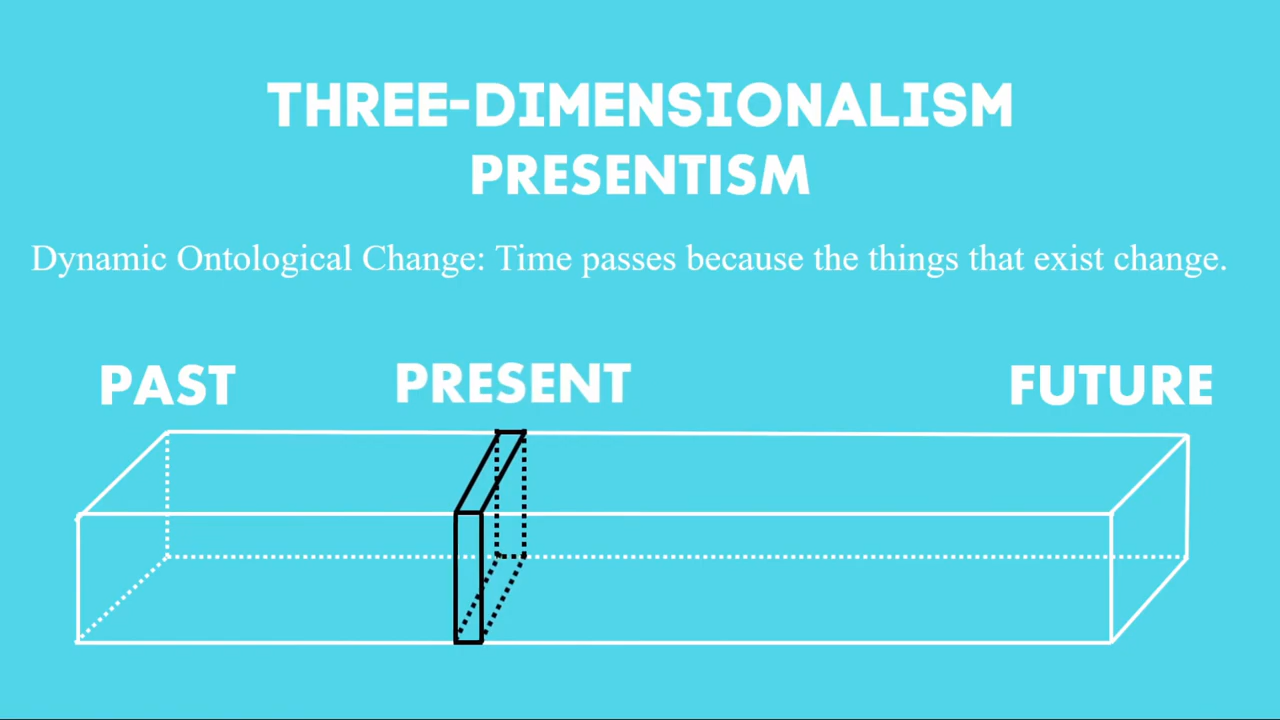 THREE-DIMENSIONALISM
PRESENTISM
Dynamic Ontological Change: Time passes because the things that exist change.
PAST PRESENT FUTURE